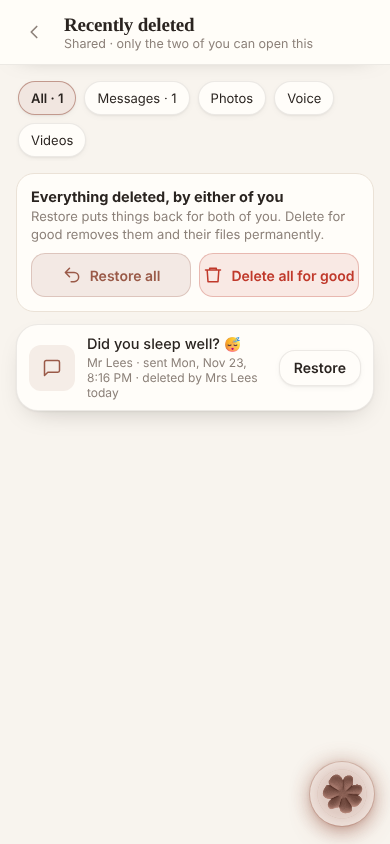 Recently deleted
Shared · only the two of you can open this
All · 1
Messages · 1
Photos
Voice
Videos
Everything deleted, by either of you
Restore puts things back for both of you. Delete for
good removes them and their files permanently.
Restore all
Delete all for good
Did you sleep well? 😴
Mr Lees · sent Mon, Nov 23,
8:16 PM · deleted by Mrs Lees
today
Restore